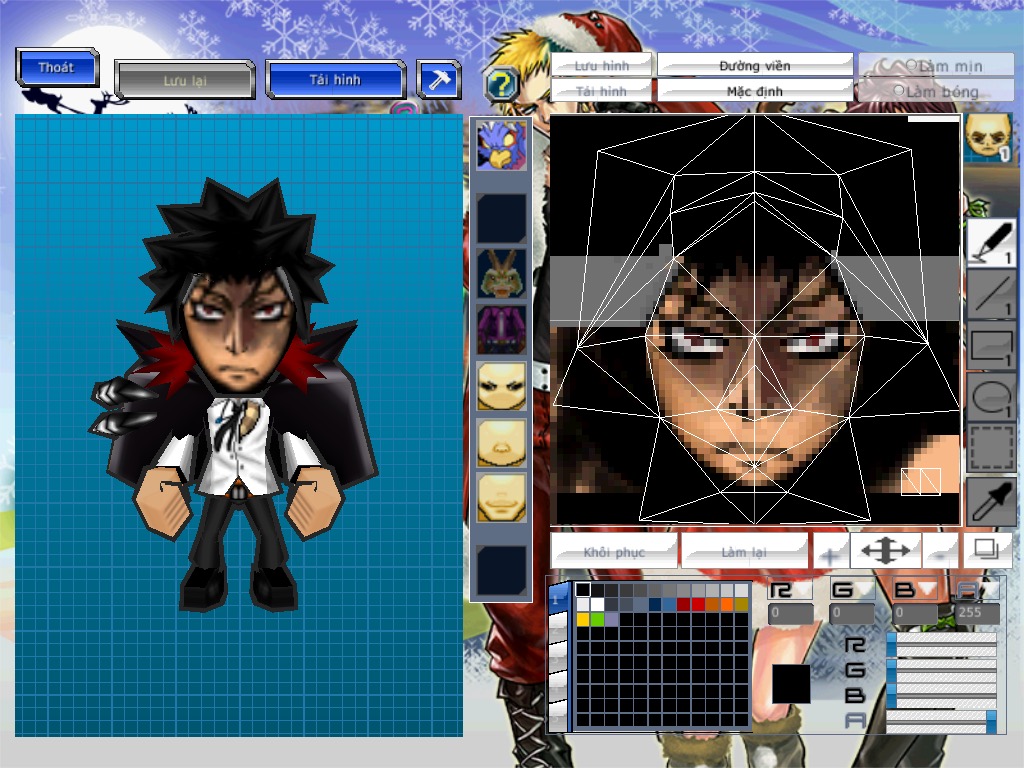 Thoát
Lưu lại
Tải hình
?
Lưu hình
Đường viền
Làm mịn
Tải hình
Mặc định
Làm bóng
1
1
1
1
1
Khôi phục
Làm lại
1
R G B A
0 0 0 255
R
G
B
A